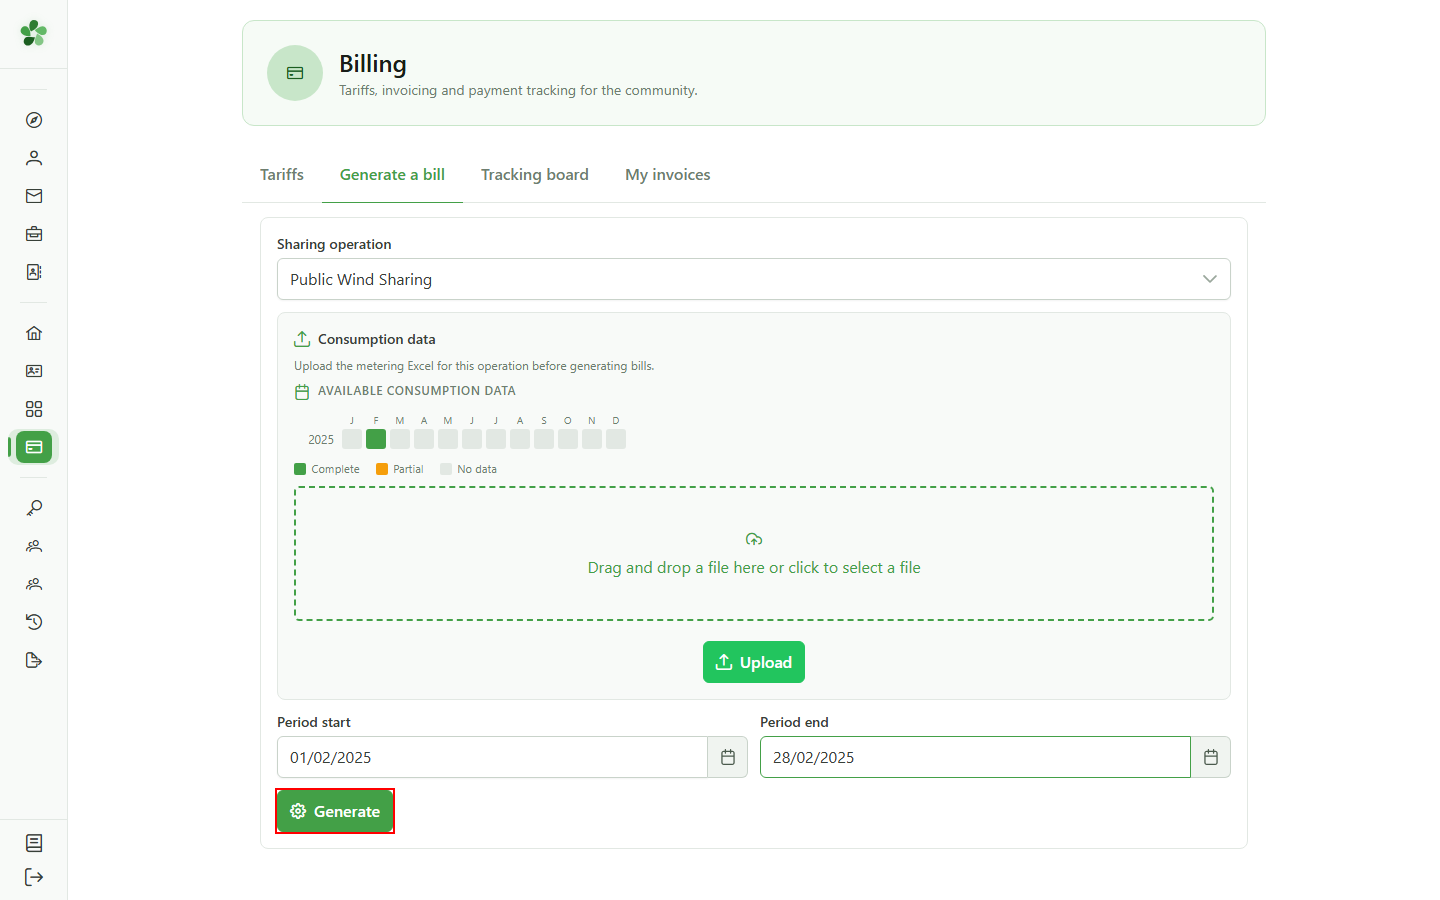 Billing
Tariffs, invoicing and payment tracking for the community.
Tariffs
Generate a bill
Tracking board
My invoices
Sharing operation
Public Wind Sharing
Consumption data
Upload the metering Excel for this operation before generating bills.
AVAILABLE CONSUMPTION DATA
J F M A M J J A S O N D
2025
Complete
Partial
No data
Drag and drop a file here or click to select a file
Upload
Period start
Period end
01/02/2025
28/02/2025
Generate